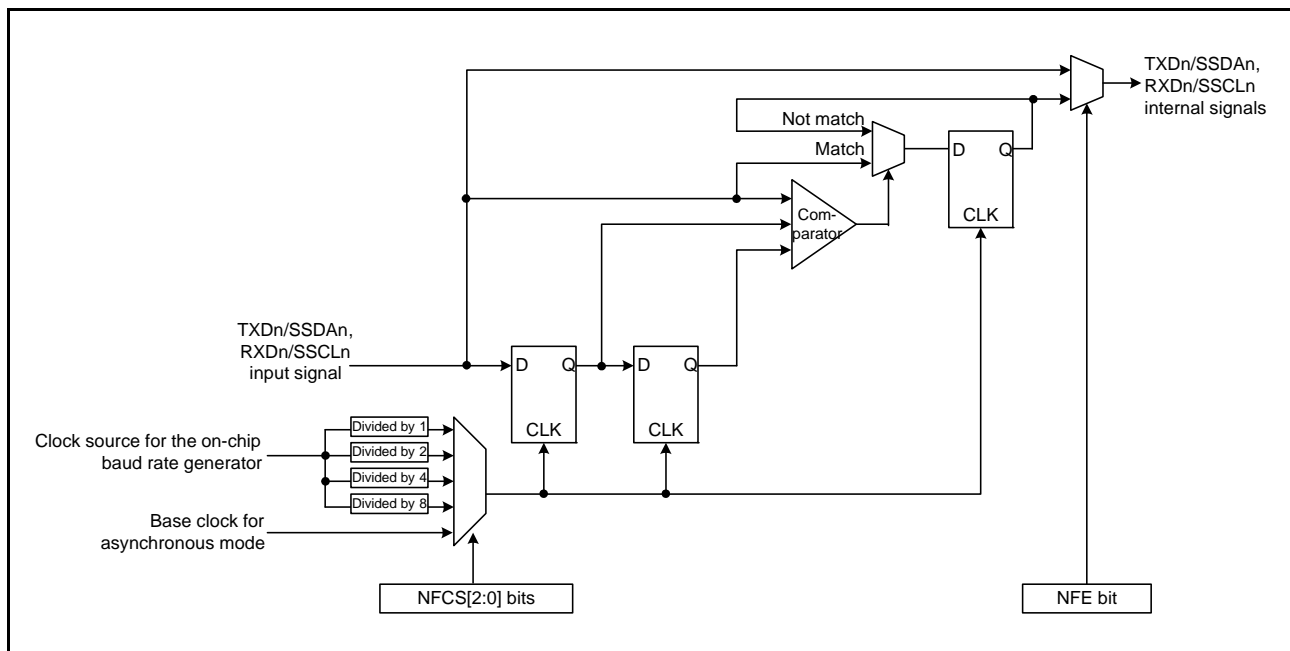 TXDn/SSDAn,
RXDn/SSCLn
internal signals
Not match
Match
D
Q
CLK
Com-
parator
TXDn/SSDAn,
RXDn/SSCLn
input signal
D
Q
CLK
D
Q
CLK
Clock source for the on-chip
baud rate generator
Divided by 1
Divided by 2
Divided by 4
Divided by 8
Base clock for
asynchronous mode
NFCS[2:0] bits
NFE bit